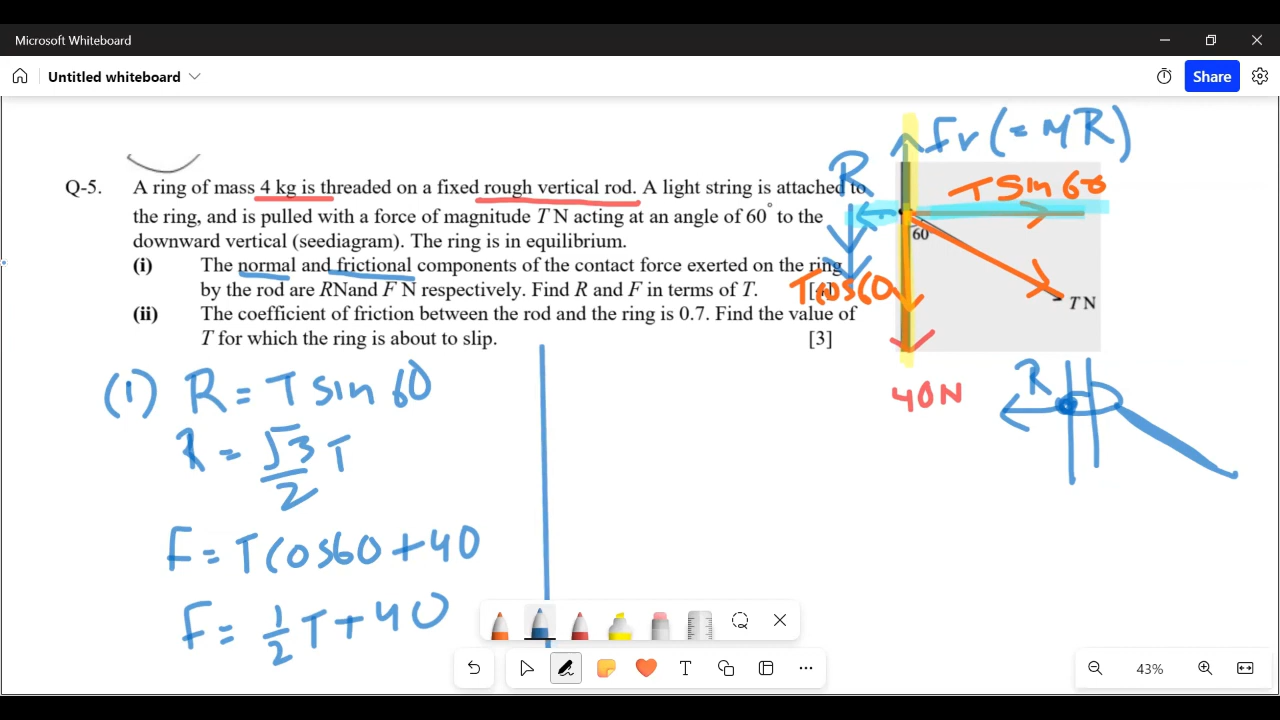 Microsoft Whiteboard
Untitled whiteboard
Share
Fr (= MR)
R
T Sin 60
Q-5. A ring of mass 4 kg is threaded on a fixed rough vertical rod. A light string is attached to
the ring, and is pulled with a force of magnitude T N acting at an angle of 60° to the
downward vertical (seediagram). The ring is in equilibrium.
60
(i) The normal and frictional components of the contact force exerted on the ring
by the rod are RNand F N respectively. Find R and F in terms of T.
Tcos60
T N
(ii) The coefficient of friction between the rod and the ring is 0.7. Find the value of
T for which the ring is about to slip. [3]
40N
R
(1) R = T sin 60
R = √3/2 T
F = T Cos60 + 40
F = 1/2 T + 40
T
43%